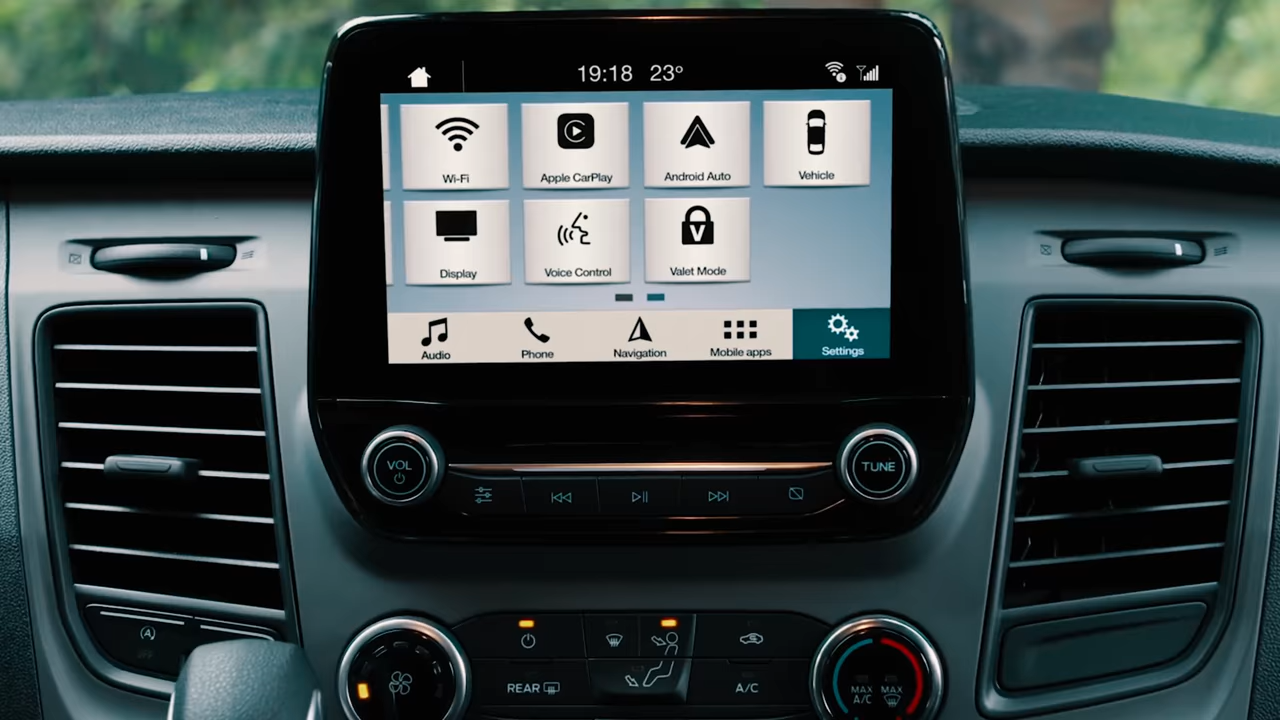 19:18 23°
Wi-Fi
Apple CarPlay
Android Auto
Vehicle
Display
Voice Control
V
Valet Mode
Audio
Phone
Navigation
Mobile apps
Settings
VOL
TUNE
A
REAR
A/C
MAX A/C
MAX